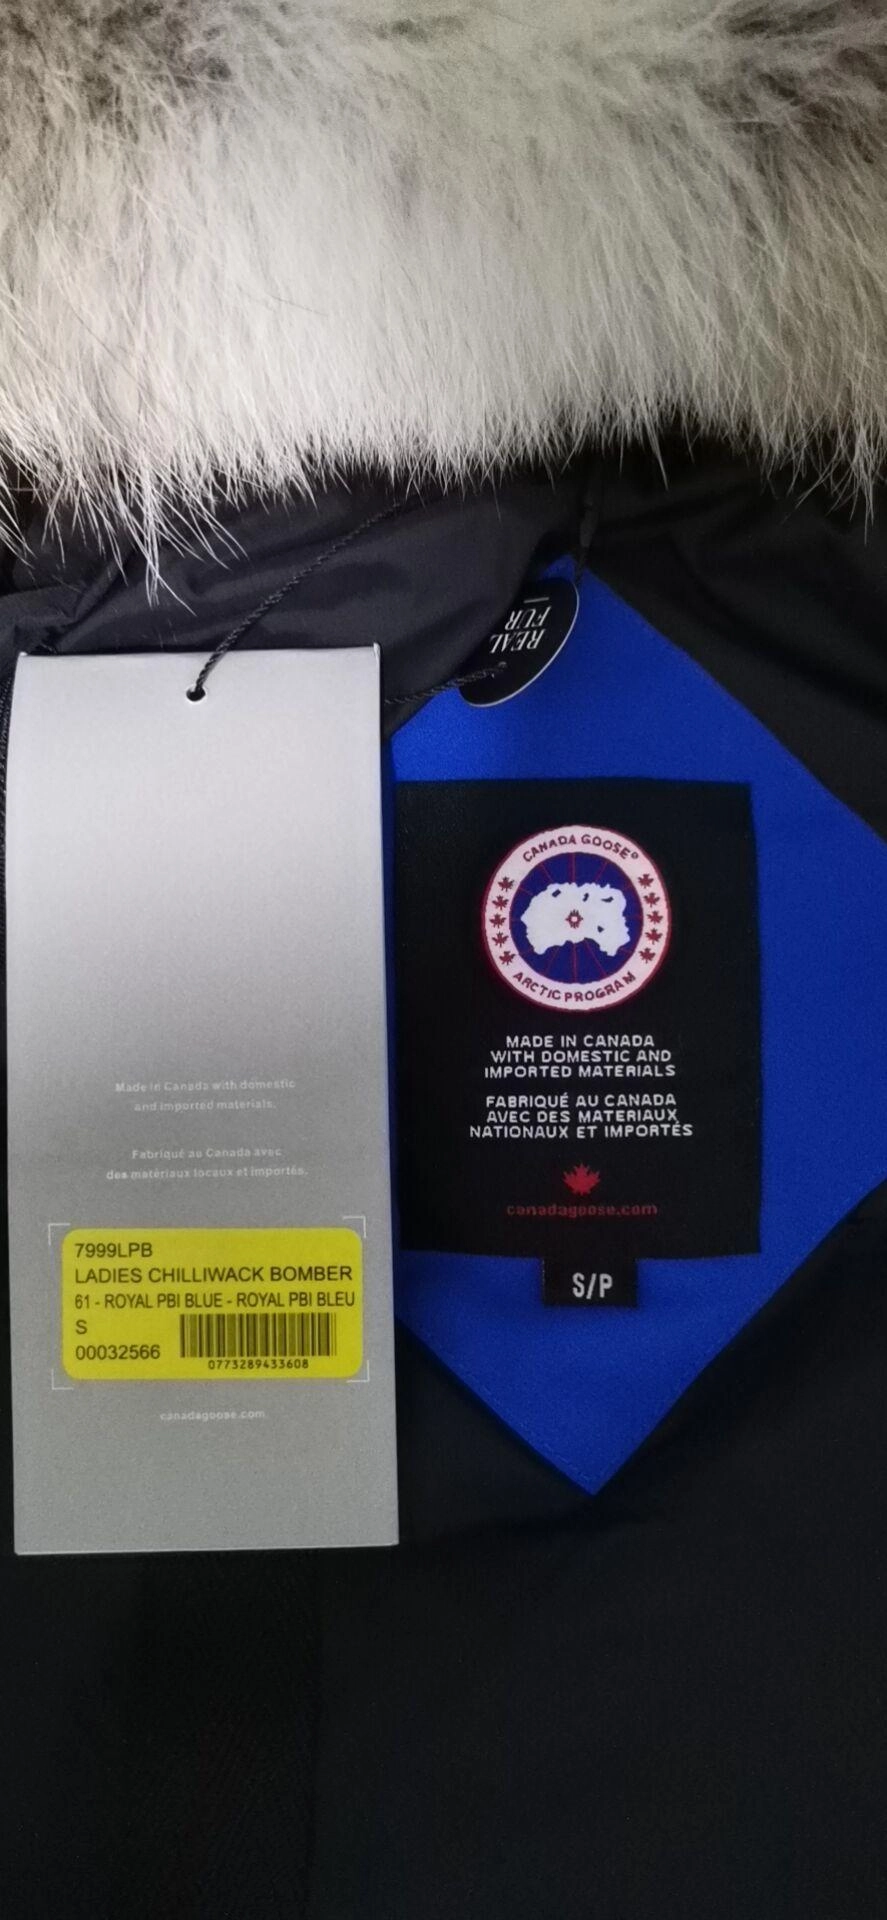 REAL
FUR
CANADA GOOSE®
ARCTIC PROGRAM
MADE IN CANADA
WITH DOMESTIC AND
IMPORTED MATERIALS
FABRIQUÉ AU CANADA
AVEC DES MATERIAUX
NATIONAUX ET IMPORTÉS
canadagoose.com
S/P
Made in Canada with domestic
and imported materials.
Fabriqué au Canada avec
des matériaux locaux et importés.
7999LPB
LADIES CHILLIWACK BOMBER
61 - ROYAL PBI BLUE - ROYAL PBI BLEU
S
00032566
0773289433608
canadagoose.com